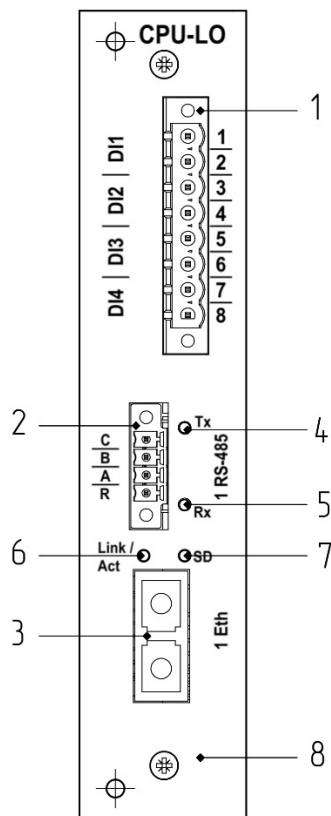 CPU-LO
1
DI1
1
2
DI2
3
4
DI3
5
6
DI4
7
8
2
Tx
4
C
B
A
R
1 RS-485
5
Rx
6
Link /
Act
SD
7
3
1 Eth
8